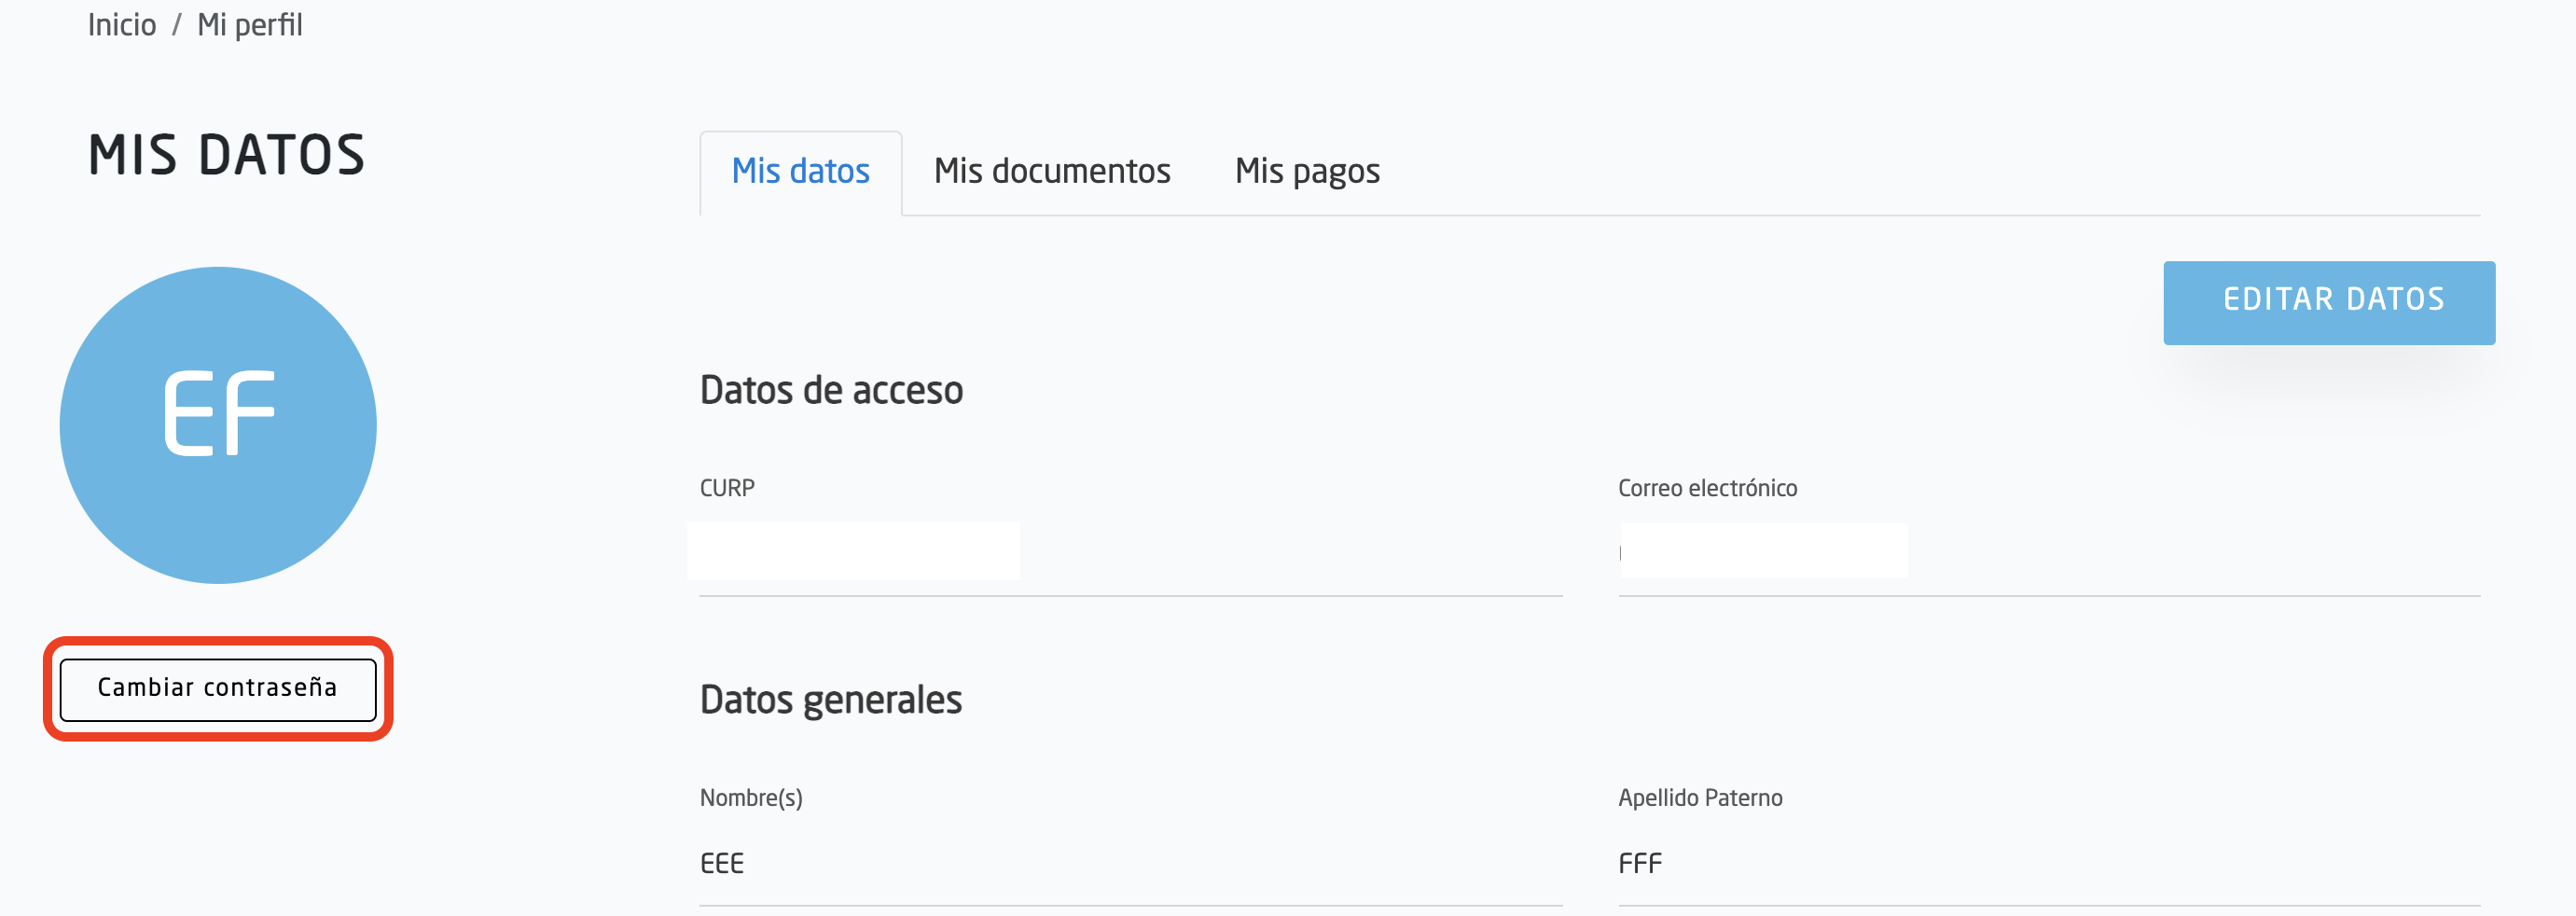 Inicio / Mi perfil
MIS DATOS
Mis datos Mis documentos Mis pagos
EDITAR DATOS
EF
Cambiar contraseña
Datos de acceso
CURP Correo electrónico
Datos generales
Nombre(s) Apellido Paterno
EEE FFF